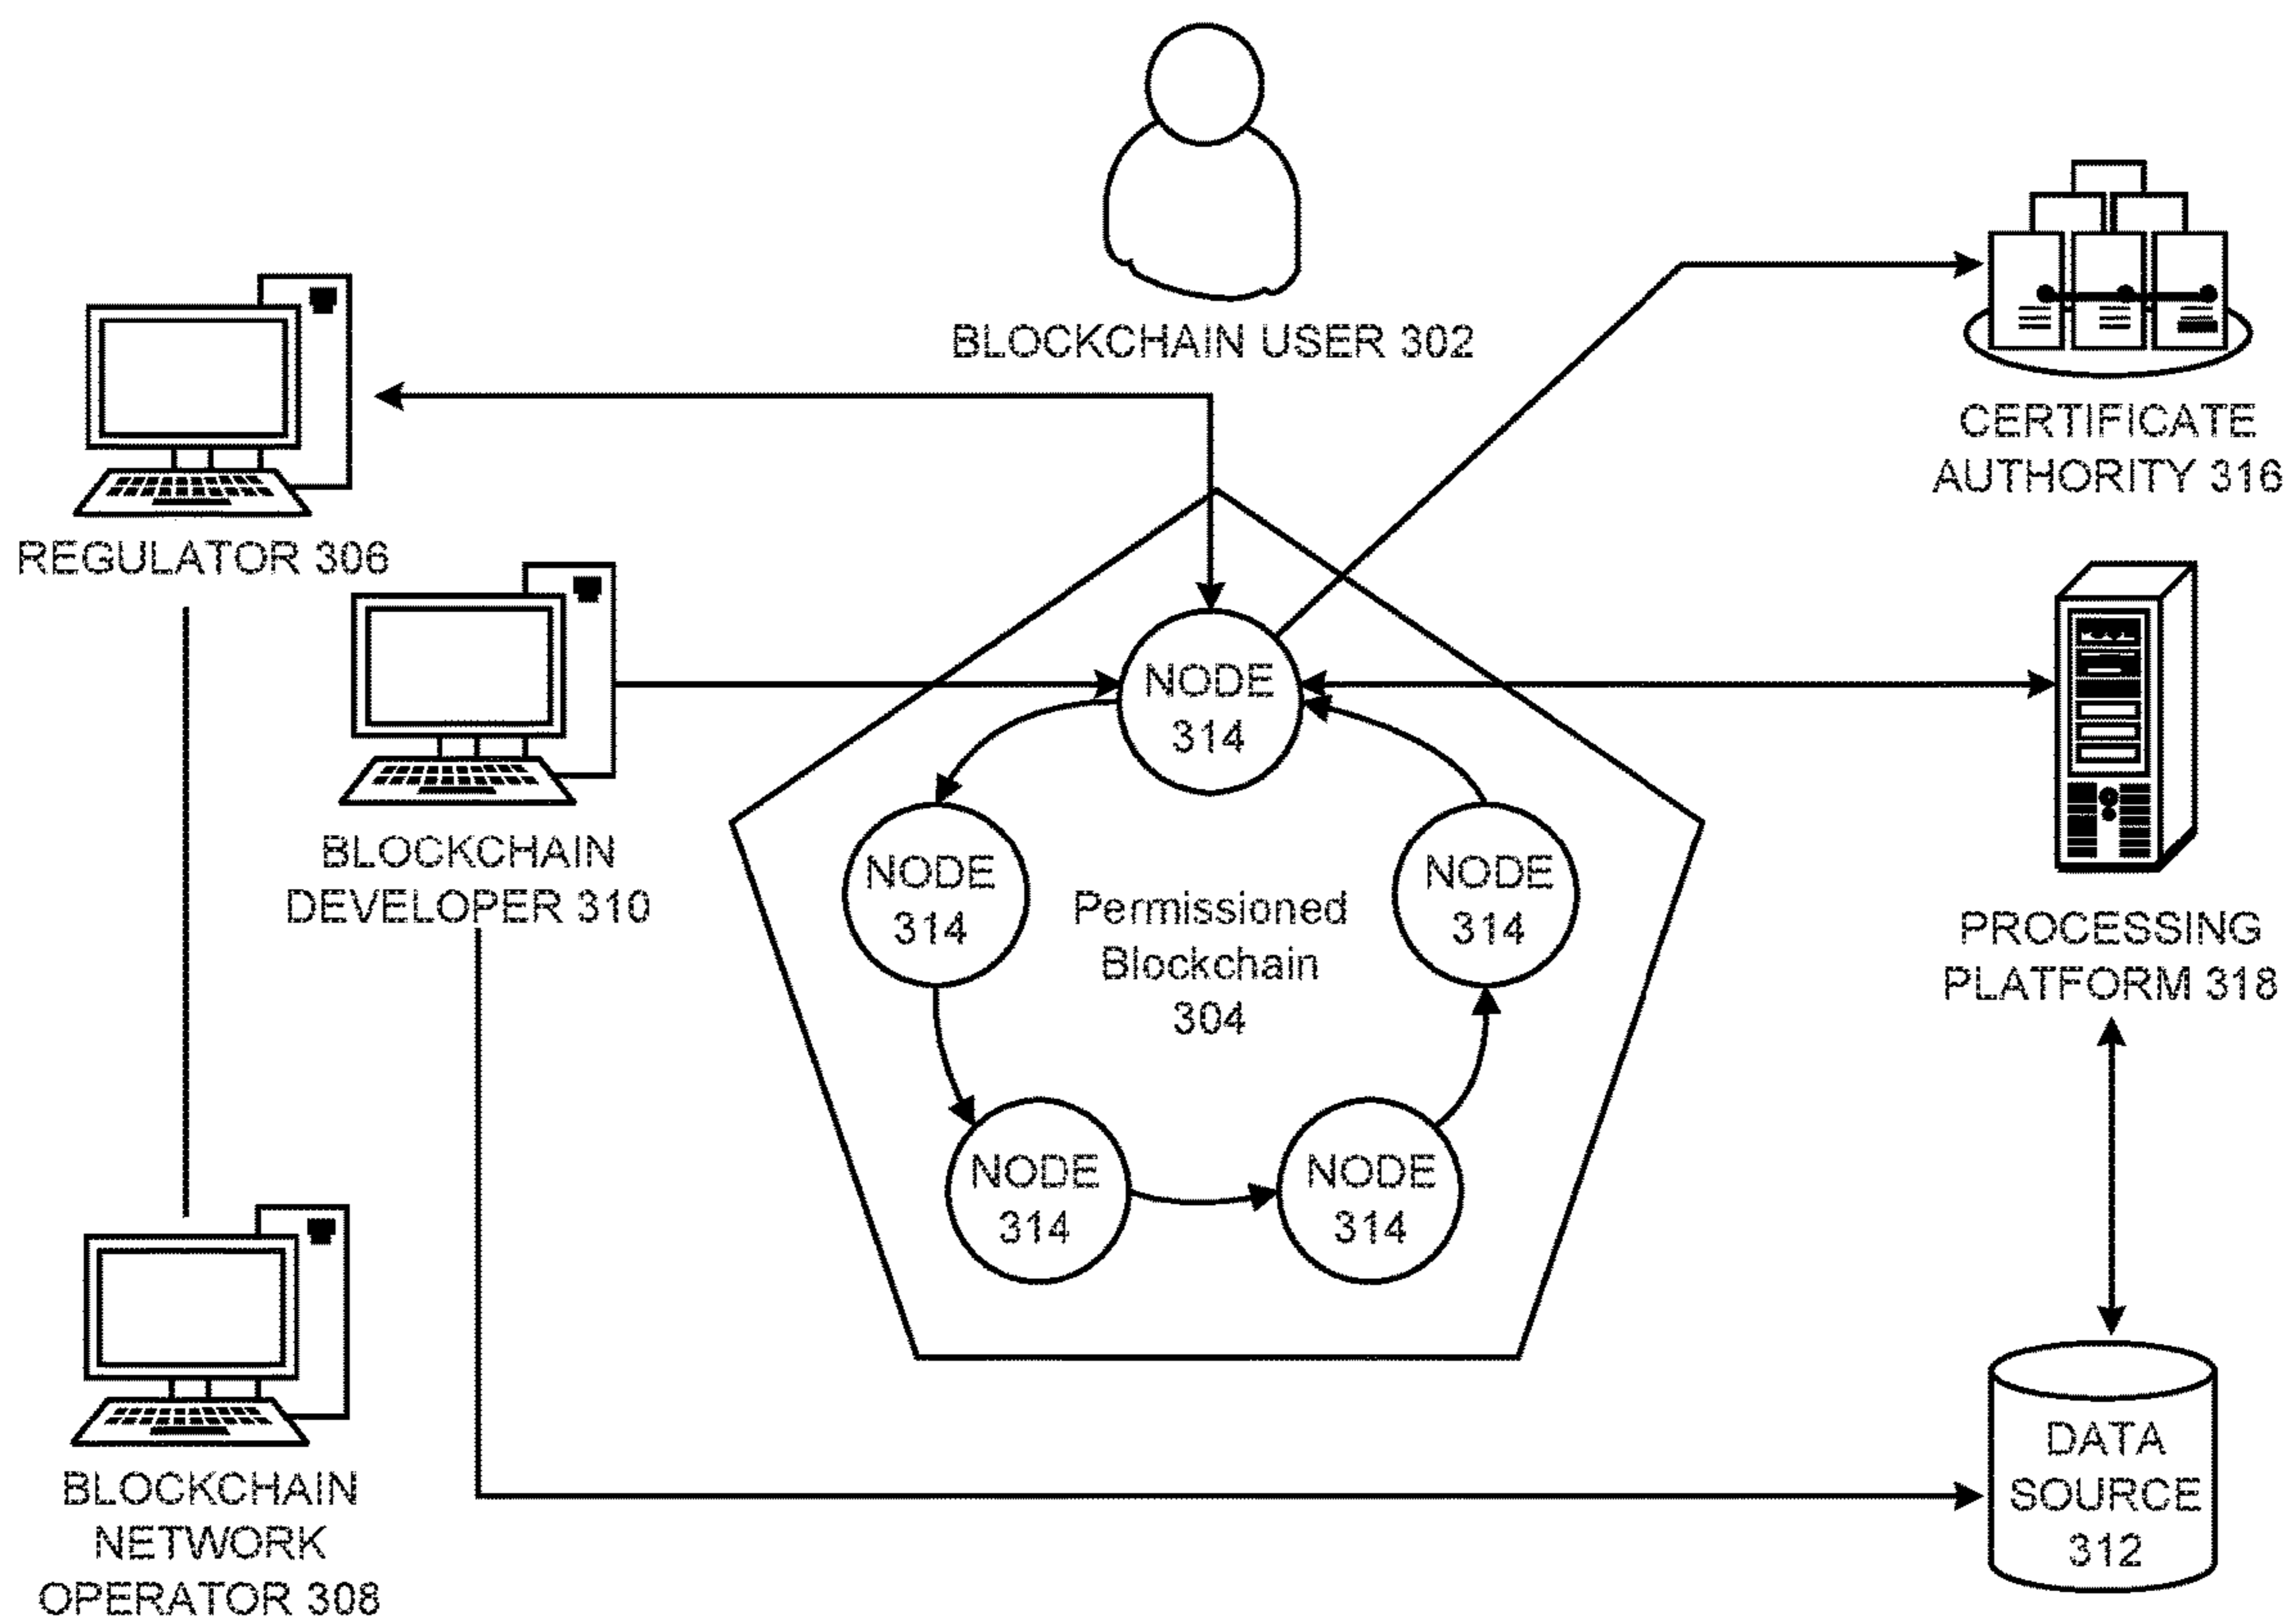 BLOCKCHAIN USER 302
CERTIFICATE
AUTHORITY 316
REGULATOR 306
BLOCKCHAIN
DEVELOPER 310
NODE
314
NODE
314
NODE
314
Permissioned
Blockchain
304
NODE
314
NODE
314
PROCESSING
PLATFORM 318
BLOCKCHAIN
NETWORK
OPERATOR 308
DATA
SOURCE
312